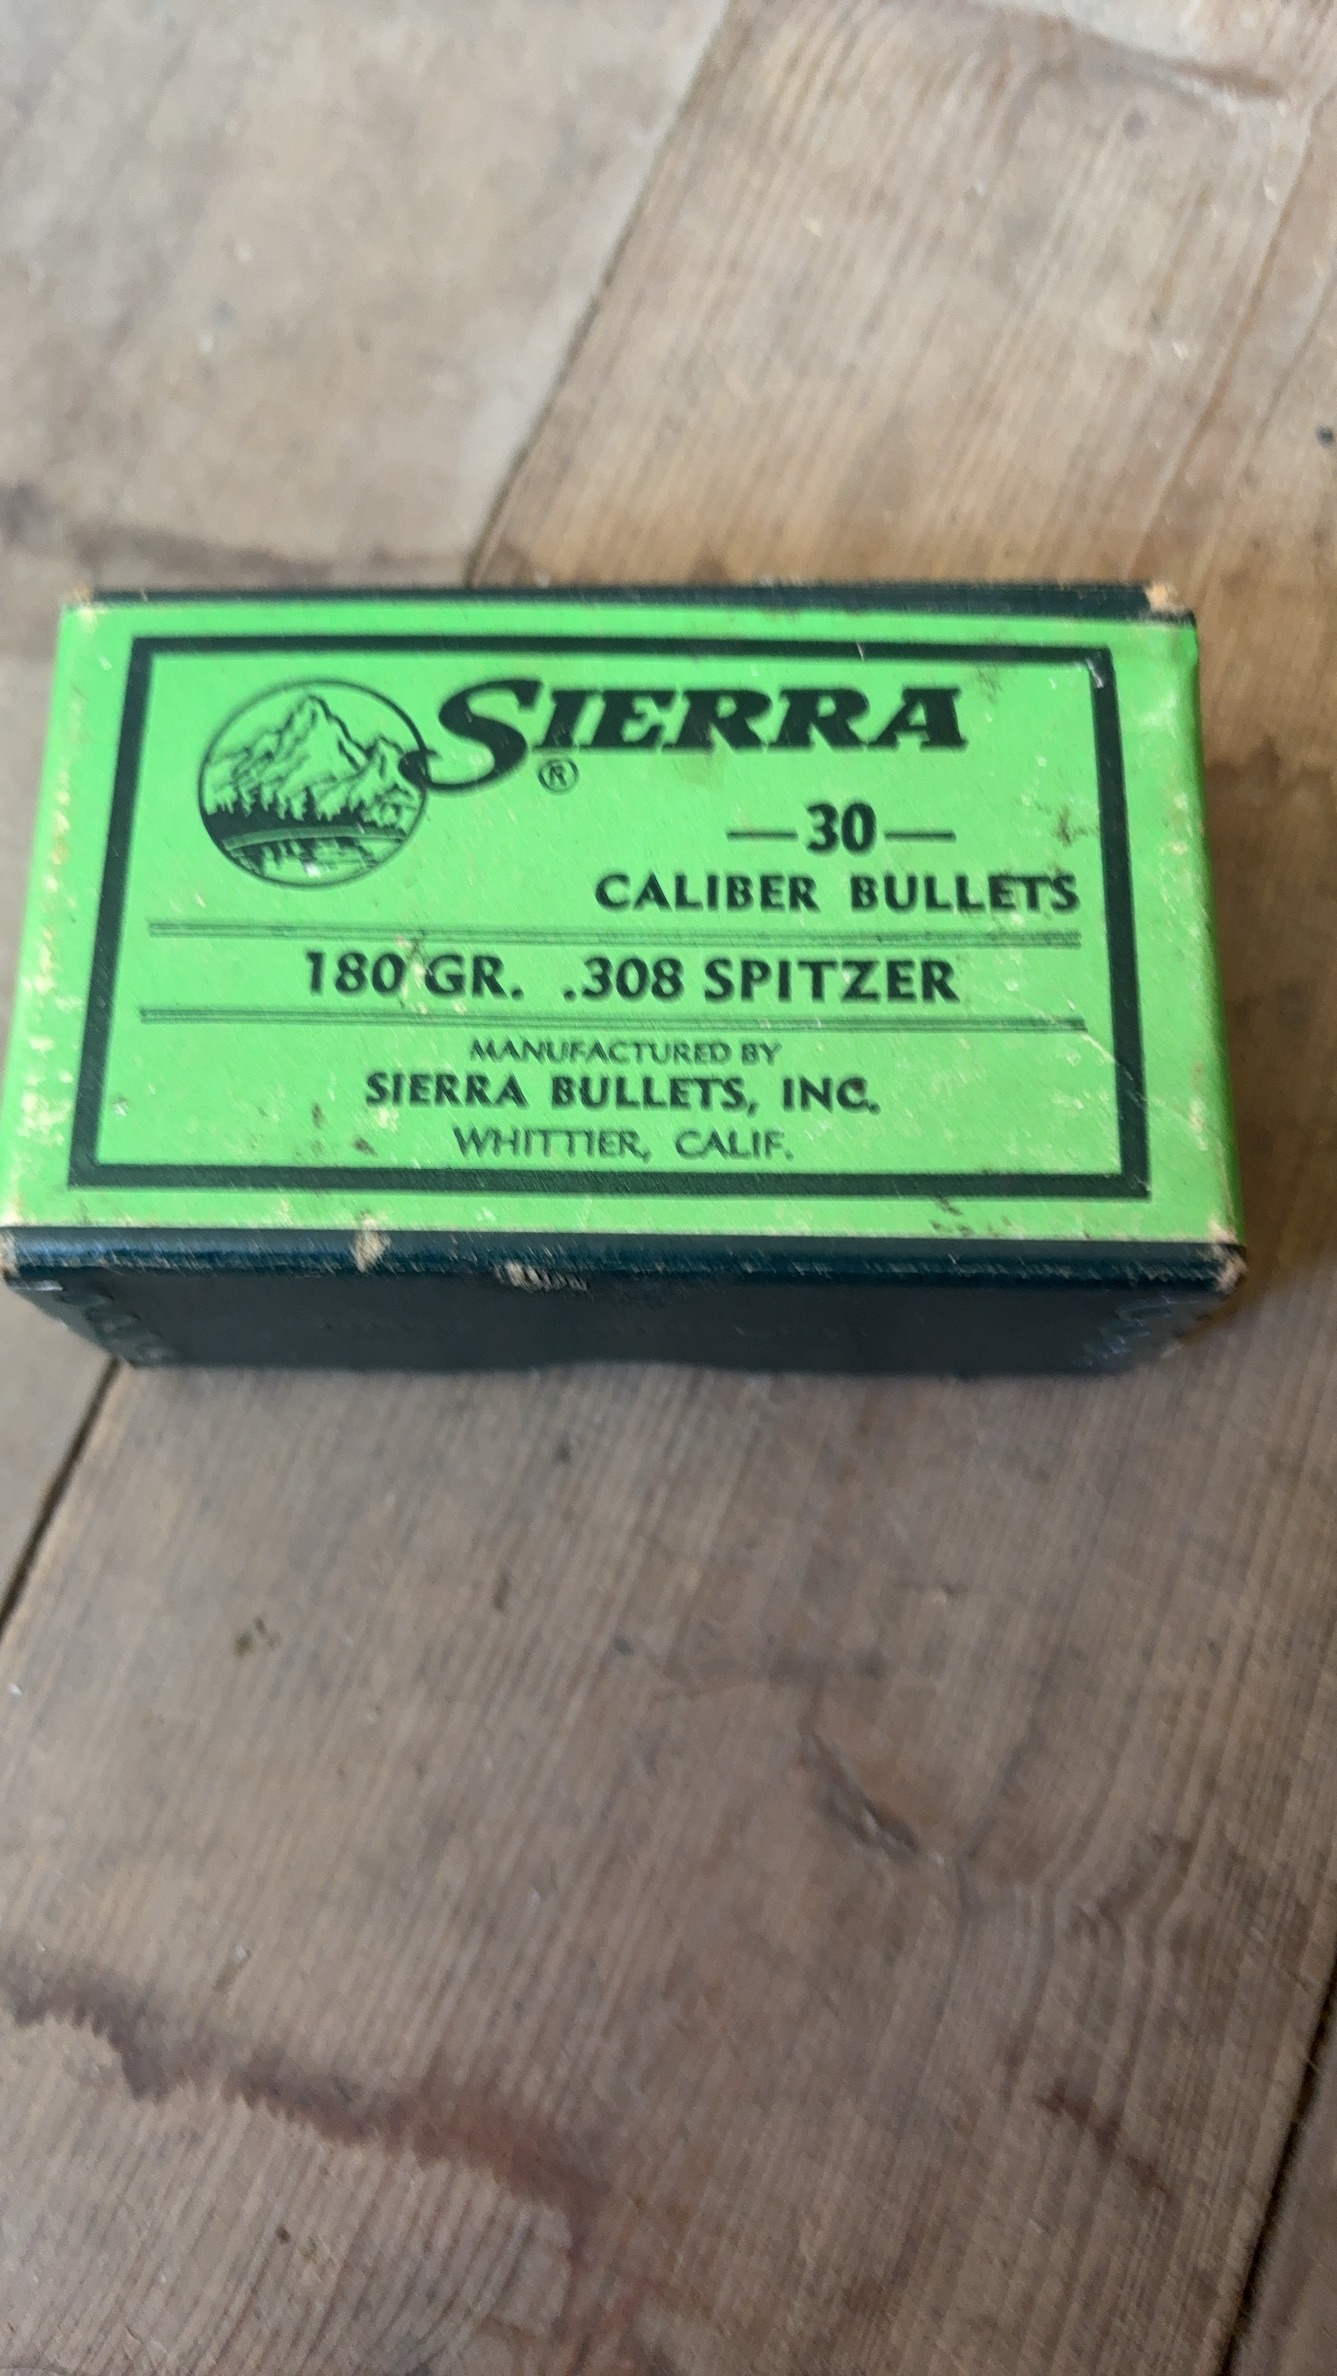 SIERRA
®
—30—
CALIBER BULLETS
180 GR. .308 SPITZER
MANUFACTURED BY
SIERRA BULLETS, INC.
WHITTIER, CALIF.